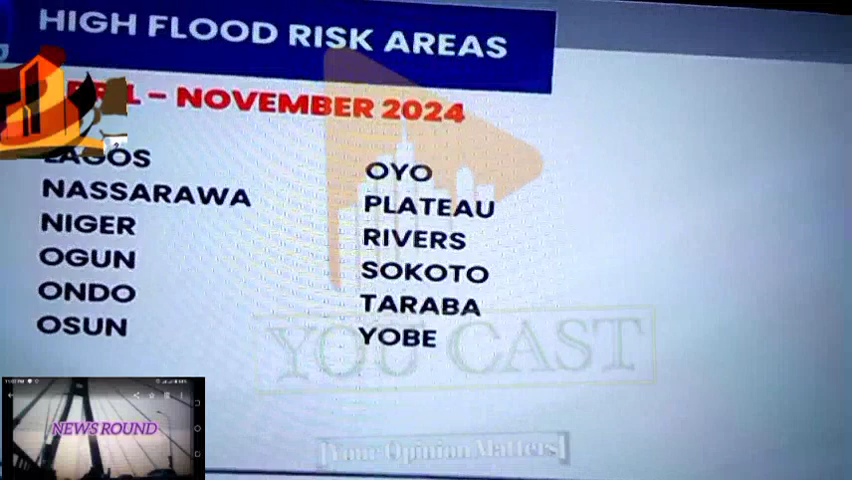 HIGH FLOOD RISK AREAS
– NOVEMBER 2024
LAGOS
NASSARAWA
NIGER
OGUN
ONDO
OSUN
OYO
PLATEAU
RIVERS
SOKOTO
TARABA
YOBE
YOU CAST
[Your Opinion Matters]
NEWS ROUND